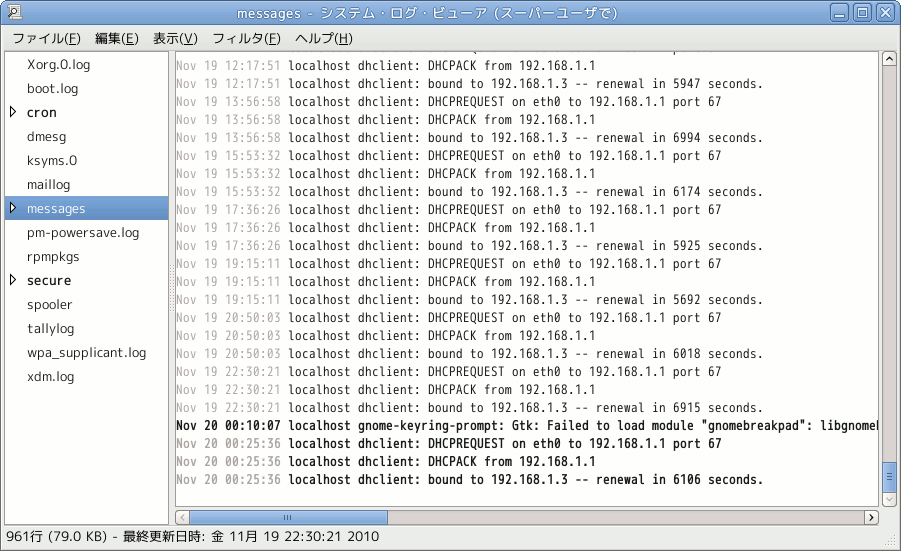 messages - システム・ログ・ビューア (スーパーユーザで)
ファイル(F) 編集(E) 表示(V) フィルタ(F) ヘルプ(H)
Xorg.0.log
boot.log
cron
dmesg
ksyms.0
maillog
messages
pm-powersave.log
rpmpkgs
secure
spooler
tallylog
wpa_supplicant.log
xdm.log
Nov 19 12:17:51 localhost dhclient: DHCPACK from 192.168.1.1
Nov 19 12:17:51 localhost dhclient: bound to 192.168.1.3 -- renewal in 5947 seconds.
Nov 19 13:56:58 localhost dhclient: DHCPREQUEST on eth0 to 192.168.1.1 port 67
Nov 19 13:56:58 localhost dhclient: DHCPACK from 192.168.1.1
Nov 19 13:56:58 localhost dhclient: bound to 192.168.1.3 -- renewal in 6994 seconds.
Nov 19 15:53:32 localhost dhclient: DHCPREQUEST on eth0 to 192.168.1.1 port 67
Nov 19 15:53:32 localhost dhclient: DHCPACK from 192.168.1.1
Nov 19 15:53:32 localhost dhclient: bound to 192.168.1.3 -- renewal in 6174 seconds.
Nov 19 17:36:26 localhost dhclient: DHCPREQUEST on eth0 to 192.168.1.1 port 67
Nov 19 17:36:26 localhost dhclient: DHCPACK from 192.168.1.1
Nov 19 17:36:26 localhost dhclient: bound to 192.168.1.3 -- renewal in 5925 seconds.
Nov 19 19:15:11 localhost dhclient: DHCPREQUEST on eth0 to 192.168.1.1 port 67
Nov 19 19:15:11 localhost dhclient: DHCPACK from 192.168.1.1
Nov 19 19:15:11 localhost dhclient: bound to 192.168.1.3 -- renewal in 5692 seconds.
Nov 19 20:50:03 localhost dhclient: DHCPREQUEST on eth0 to 192.168.1.1 port 67
Nov 19 20:50:03 localhost dhclient: DHCPACK from 192.168.1.1
Nov 19 20:50:03 localhost dhclient: bound to 192.168.1.3 -- renewal in 6018 seconds.
Nov 19 22:30:21 localhost dhclient: DHCPREQUEST on eth0 to 192.168.1.1 port 67
Nov 19 22:30:21 localhost dhclient: DHCPACK from 192.168.1.1
Nov 19 22:30:21 localhost dhclient: bound to 192.168.1.3 -- renewal in 6915 seconds.
Nov 20 00:10:07 localhost gnome-keyring-prompt: Gtk: Failed to load module "gnomebreakpad": libgnome
Nov 20 00:25:36 localhost dhclient: DHCPREQUEST on eth0 to 192.168.1.1 port 67
Nov 20 00:25:36 localhost dhclient: DHCPACK from 192.168.1.1
Nov 20 00:25:36 localhost dhclient: bound to 192.168.1.3 -- renewal in 6106 seconds.
961行 (79.0 KB) - 最終更新日時: 金 11月 19 22:30:21 2010